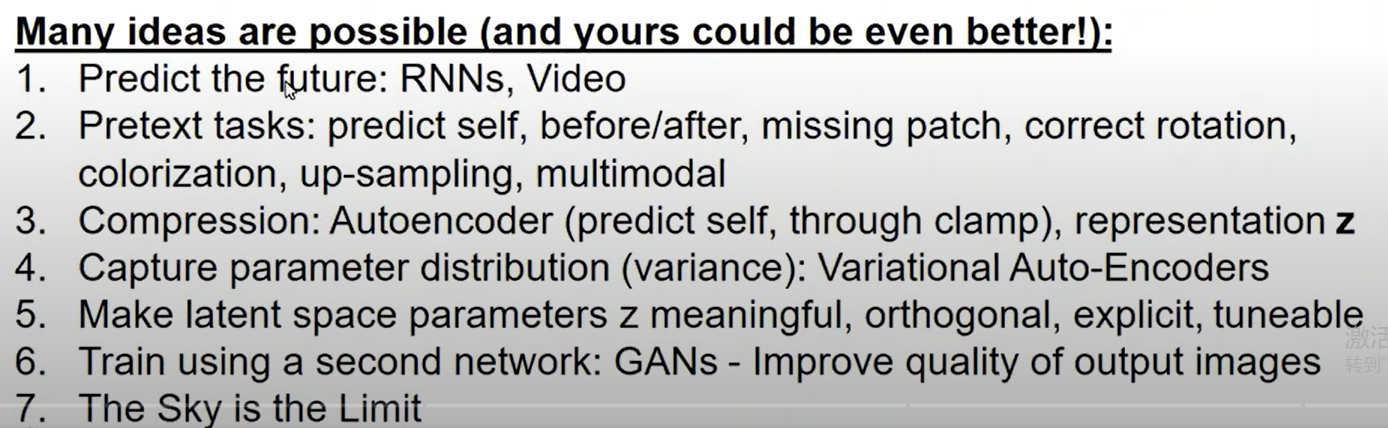 Many ideas are possible (and yours could be even better!):
1. Predict the future: RNNs, Video
2. Pretext tasks: predict self, before/after, missing patch, correct rotation,
colorization, up-sampling, multimodal
3. Compression: Autoencoder (predict self, through clamp), representation z
4. Capture parameter distribution (variance): Variational Auto-Encoders
5. Make latent space parameters z meaningful, orthogonal, explicit, tuneable
激活
6. Train using a second network: GANs - Improve quality of output images
转到"
7. The Sky is the Limit